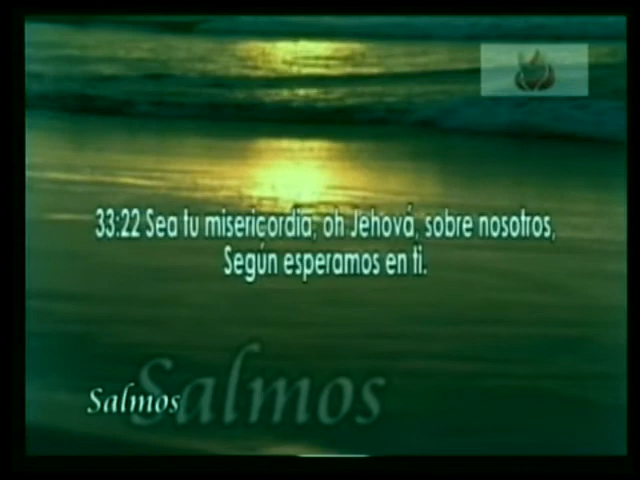 33:22 Sea tu misericordia, oh Jehová, sobre nosotros,
Según esperamos en ti.
Salmos
Salmos